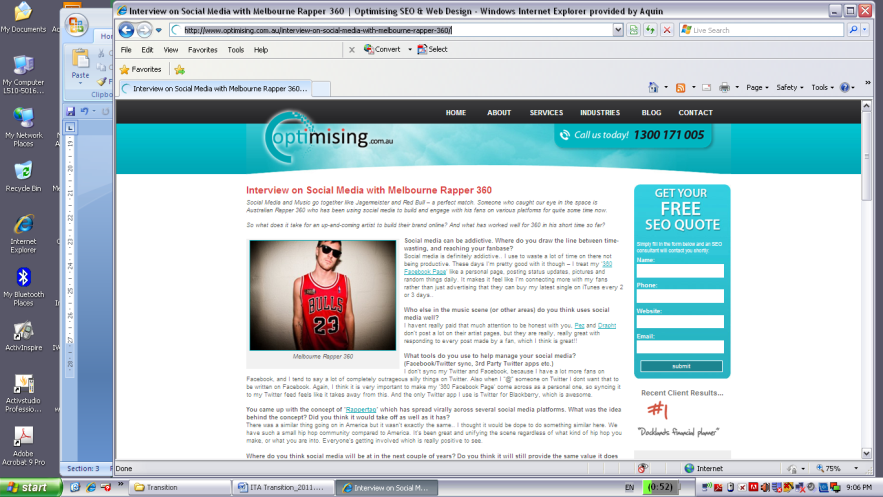 Interview on Social Media with Melbourne Rapper 360 | Optimising SEO & Web Design - Windows Internet Explorer provided by Aquin
My Documents
http://www.optimising.com.au/interview-on-social-media-with-melbourne-rapper-360/
Live Search
File Edit View Favorites Tools Help
Convert Select
Favorites
Interview on Social Media with Melbourne Rapper 360...
Page Safety Tools
Paste
Clipbo
My Computer
L510-5016...
My Network
Places
Recycle Bin
Internet
Explorer
My Bluetooth
Places
ActivInspire
Activstudio
Professio...
Adobe
Acrobat 9 Pro
HOME ABOUT SERVICES INDUSTRIES BLOG CONTACT
optimising.com.au
Call us today! 1300 171 005
Interview on Social Media with Melbourne Rapper 360
Social Media and Music go together like Jagermeister and Red Bull – a perfect match. Someone who caught our eye in the space is
Australian Rapper 360 who has been using social media to build and engage with his fans on various platforms for quite some time now.
So what does it take for an up-end-coming artist to build their brand online? And what has worked well for 360 in his short time so far?
Social media can be addictive, Where do you draw the line between time-
wasting, and reaching your fanbase?
Social media is definitely addictive.. I use to waste a lot of time on there not
being productive. These days I'm pretty good with it though – I treat my '360
Facebook Page' like a personal page, posting status updates, pictures and
random things daily. It makes it feel like I'm connecting more with my fans
rather than just advertising that they can buy my latest single on iTunes every 2
or 3 days..
Who else in the music scene (or other areas) do you think uses social
media well?
I havent really paid that much attention to be honest with you, Pez and Drapht
don't post a lot on their artist pages, but they are really, really great with
responding to every post made by a fan, which I think is great!!
BULLS
23
Melbourne Rapper 360
What tools do you use to help manage your social media?
(Facebook/Twitter sync, 3rd Party Twitter apps etc.)
I don't sync my Twitter and Facebook, because I have a lot more fans on
Facebook, and I tend to say a lot of completely outrageous silly things on Twitter. Also when I "@" someone on Twitter I dont want that to
be written on Facebook. Again, I think it is very important to make my '360 Facebook Page' come across as a personal one, so syncing it
to my Twitter feed feels like it takes away from this. And the only Twitter app I use is Twitter for Blackberry, which is awesome.
You came up with the concept of 'Rappertag' which has spread virally across several social media platforms. What was the idea
behind the concept? Did you think it would take off as well as it has?
There was a similar thing going on in America but it wasn't exactly the same.. I thought it would be dope to do something similar here. We
have such a small hip hop community compared to America. It's been great and unifying the scene regardless of what kind of hip hop you
make, or what you are into. Everyone's getting involved which is really positive to see.
Where do you think social media will be at in the next couple of years? Do you think it will still provide the same value it does
GET YOUR
FREE
SEO QUOTE
Simply fill in the form below and an SEO
consultant will contact you shortly.
Name:
Phone:
Website:
Email:
submit
Recent Client Results...
#1
"Docklands financial planner"
Done
Internet
75%
Section: 3
start
Transition
ITA Transition_2011....
Interview on Social M...
EN
(0:52)
9:06 PM